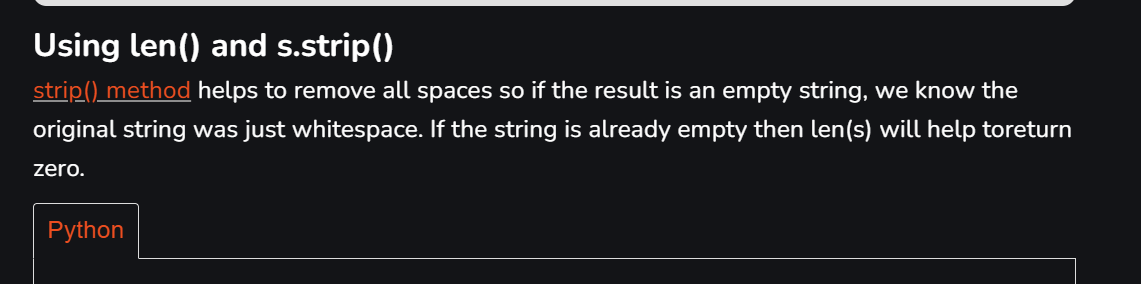 Using len() and s.strip()
strip() method helps to remove all spaces so if the result is an empty string, we know the
original string was just whitespace. If the string is already empty then len(s) will help toreturn
zero.
Python